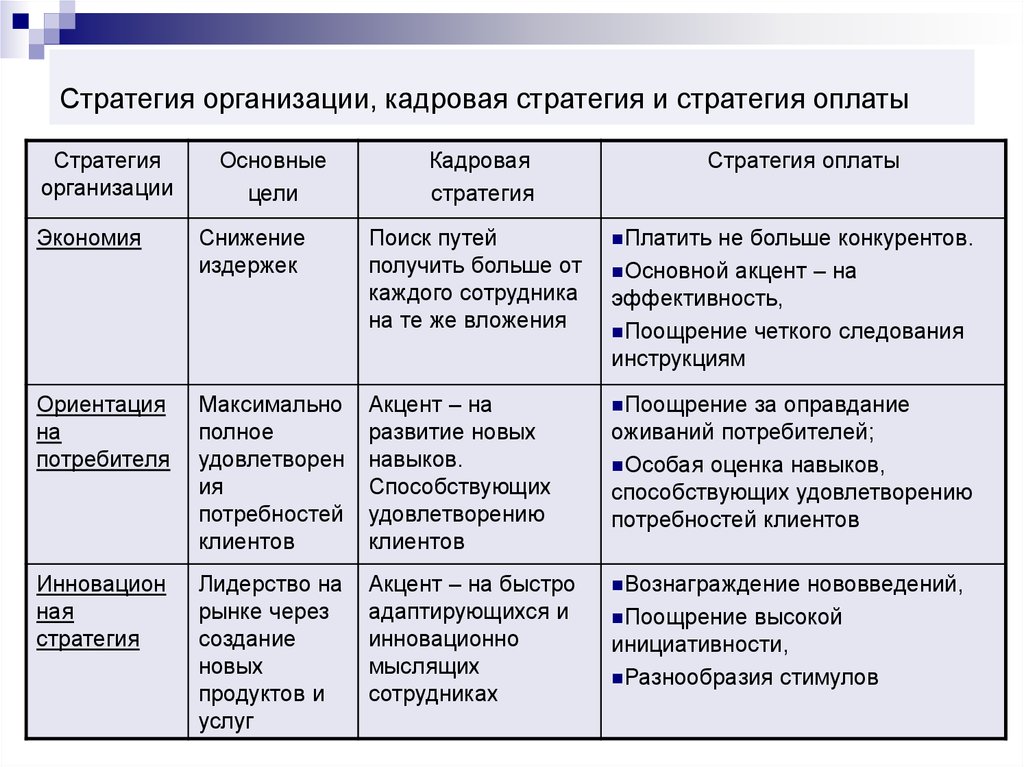 Стратегия организации, кадровая стратегия и стратегия оплаты
Стратегия
организации
Основные
цели
Кадровая
стратегия
Стратегия оплаты
Экономия
Снижение
издержек
Поиск путей
получить больше от
каждого сотрудника
на те же вложения
Платить не больше конкурентов.
Основной акцент – на
эффективность,
Поощрение четкого следования
инструкциям
Ориентация
на
потребителя
Максимально
полное
удовлетворен
ия
потребностей
клиентов
Акцент – на
развитие новых
навыков.
Способствующих
удовлетворению
клиентов
Поощрение за оправдание
оживаний потребителей;
Особая оценка навыков,
способствующих удовлетворению
потребностей клиентов
Инновацион
ная
стратегия
Лидерство на
рынке через
создание
новых
продуктов и
услуг
Акцент – на быстро
адаптирующихся и
инновационно
мыслящих
сотрудниках
Вознаграждение нововведений,
Поощрение высокой
инициативности,
Разнообразия стимулов